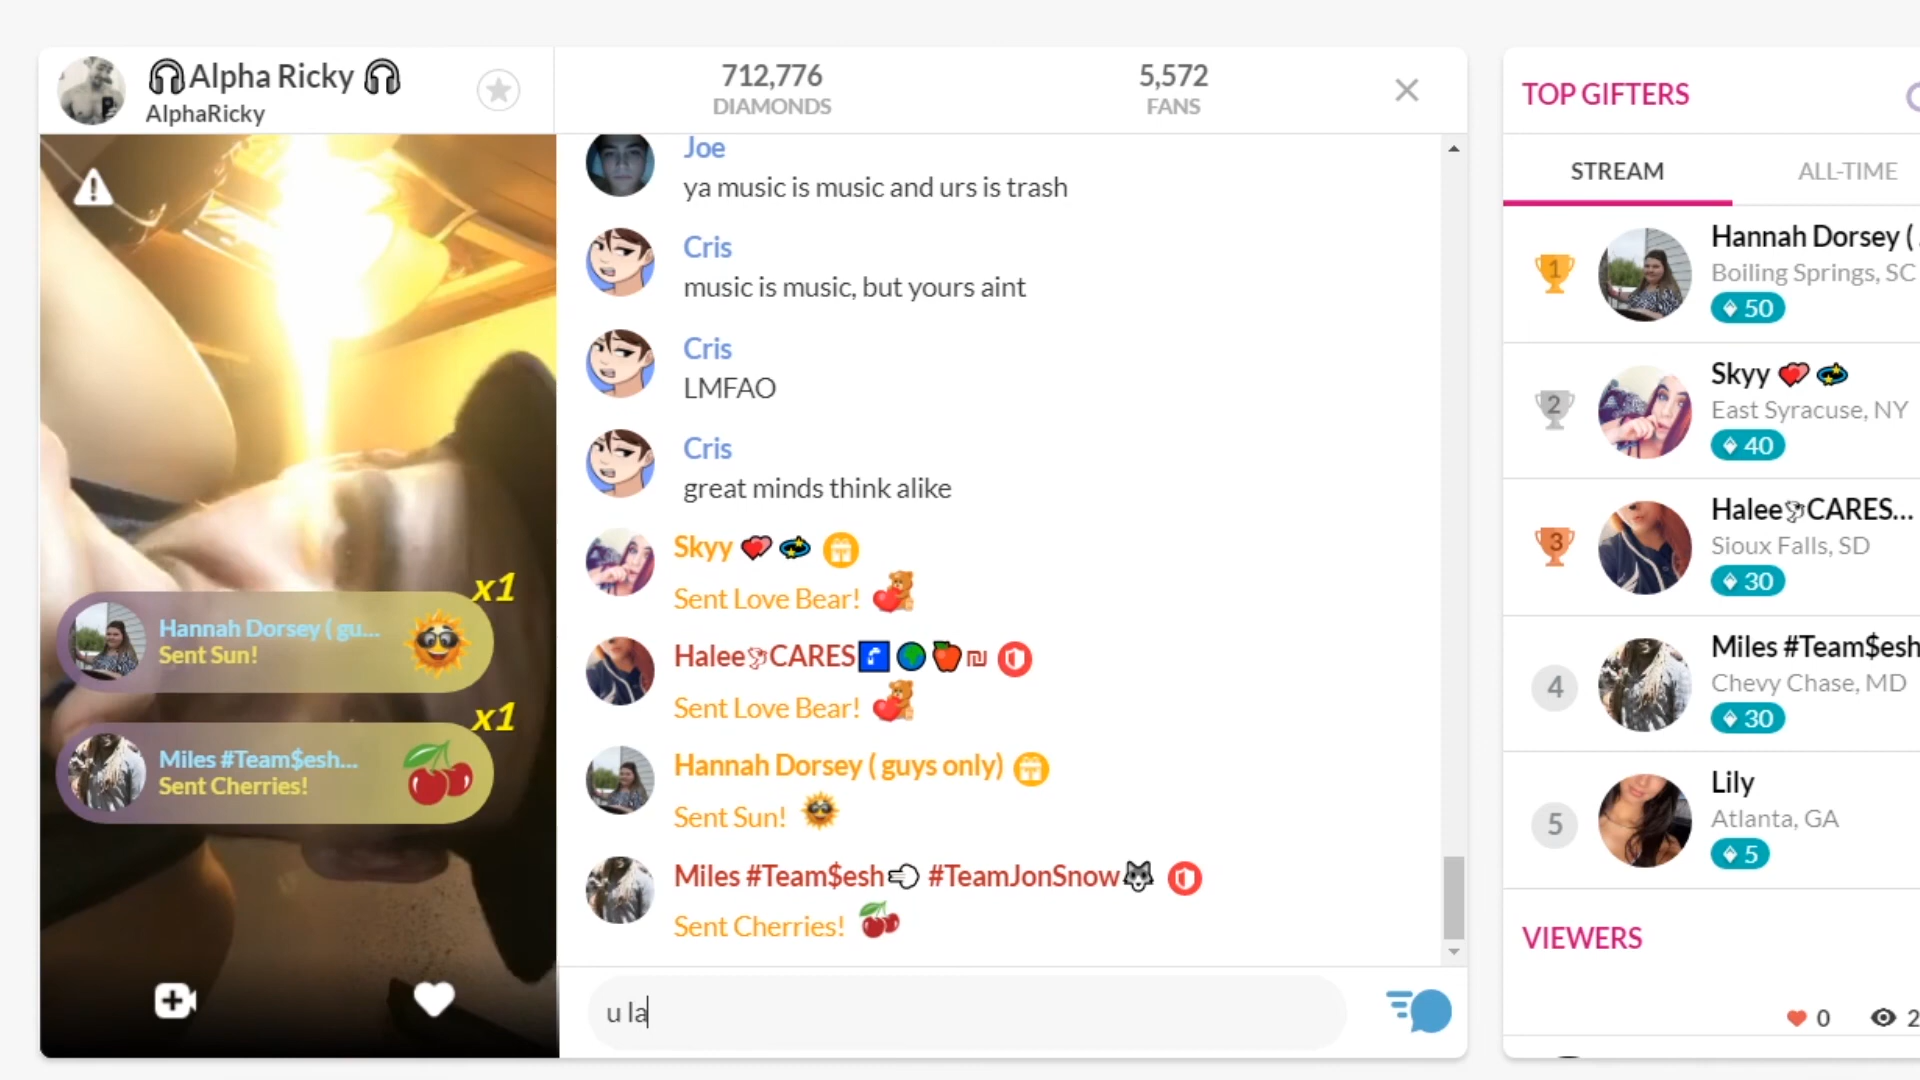 🎧Alpha Ricky 🎧
AlphaRicky
712,776
DIAMONDS
5,572
FANS
x1
Hannah Dorsey ( gu...
Sent Sun!
x1
Miles #Team$esh...
Sent Cherries!
Joe
ya music is music and urs is trash
Cris
music is music, but yours aint
Cris
LMFAO
Cris
great minds think alike
Skyy
Sent Love Bear!
Halee🕊CARES🌍🍎₪
Sent Love Bear!
Hannah Dorsey ( guys only)
Sent Sun!
Miles #Team$esh💨 #TeamJonSnow🐺
Sent Cherries!
u la
TOP GIFTERS
STREAM
ALL-TIME
1
Hannah Dorsey (
Boiling Springs, SC
50
2
Skyy
East Syracuse, NY
40
3
Halee🕊CARES...
Sioux Falls, SD
30
4
Miles #Team$esh
Chevy Chase, MD
30
5
Lily
Atlanta, GA
5
VIEWERS
0
2